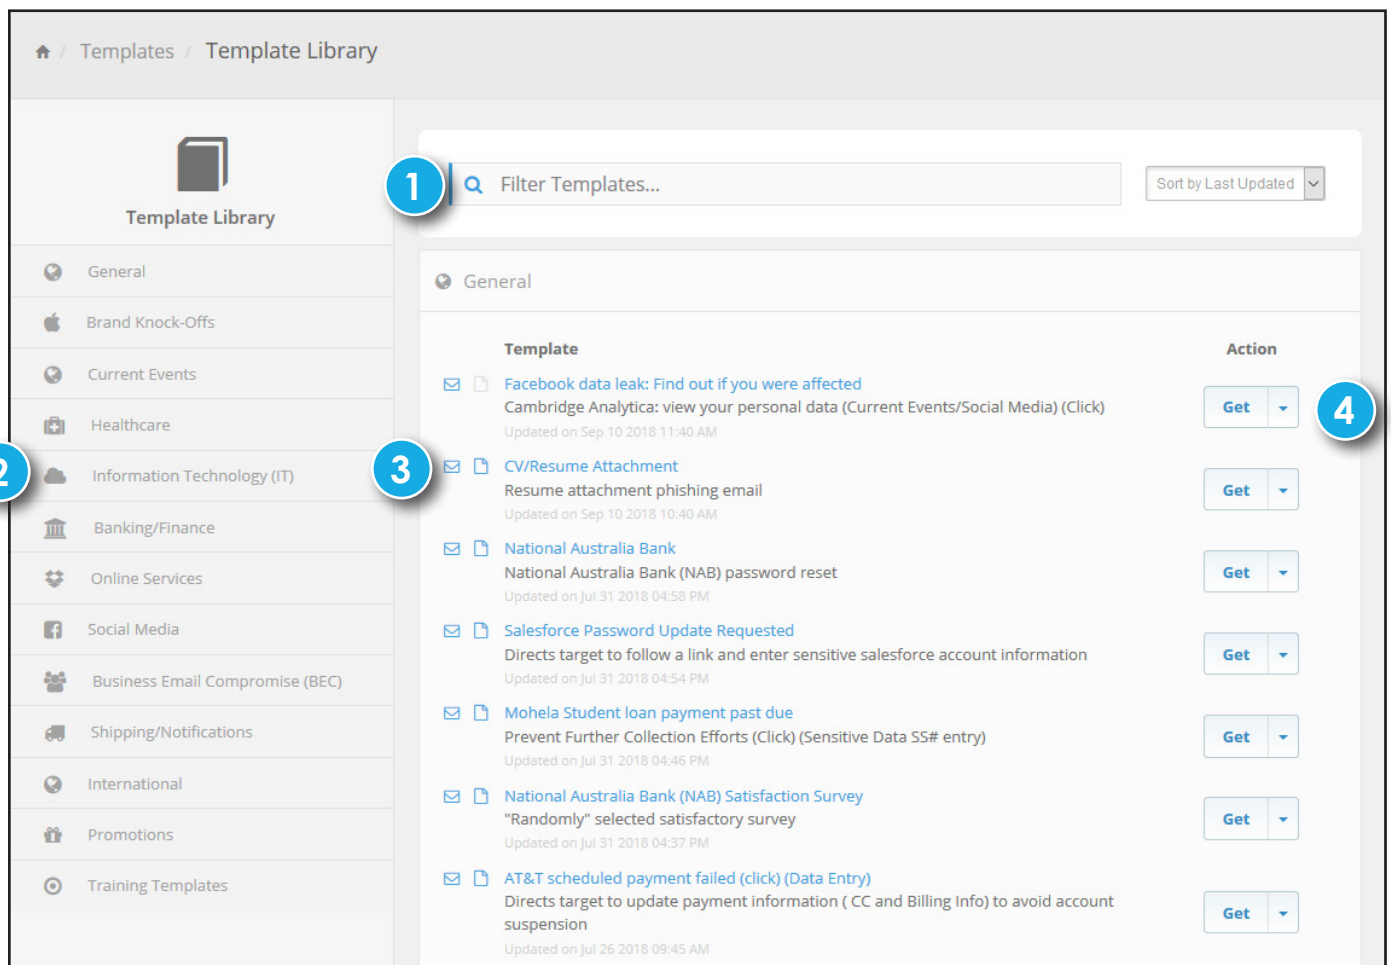 / Templates / Template Library
Template Library
General
Brand Knock-Offs
Current Events
Healthcare
2
Information Technology (IT)
Banking/Finance
Online Services
Social Media
Business Email Compromise (BEC)
Shipping/Notifications
International
Promotions
Training Templates
1
Filter Templates...
Sort by Last Updated
General
Template
Action
Facebook data leak: Find out if you were affected
Cambridge Analytica: view your personal data (Current Events/Social Media) (Click)
Updated on Sep 10 2018 11:40 AM
Get
4
3
CV/Resume Attachment
Resume attachment phishing email
Updated on Sep 10 2018 10:40 AM
Get
National Australia Bank
National Australia Bank (NAB) password reset
Updated on Jul 31 2018 04:58 PM
Get
Salesforce Password Update Requested
Directs target to follow a link and enter sensitive salesforce account information
Updated on Jul 31 2018 04:54 PM
Get
Mohela Student loan payment past due
Prevent Further Collection Efforts (Click) (Sensitive Data SS# entry)
Updated on Jul 31 2018 04:46 PM
Get
National Australia Bank (NAB) Satisfaction Survey
"Randomly" selected satisfactory survey
Updated on Jul 31 2018 04:37 PM
Get
AT&T scheduled payment failed (click) (Data Entry)
Directs target to update payment information ( CC and Billing Info) to avoid account
suspension
Updated on Jul 26 2018 09:45 AM
Get